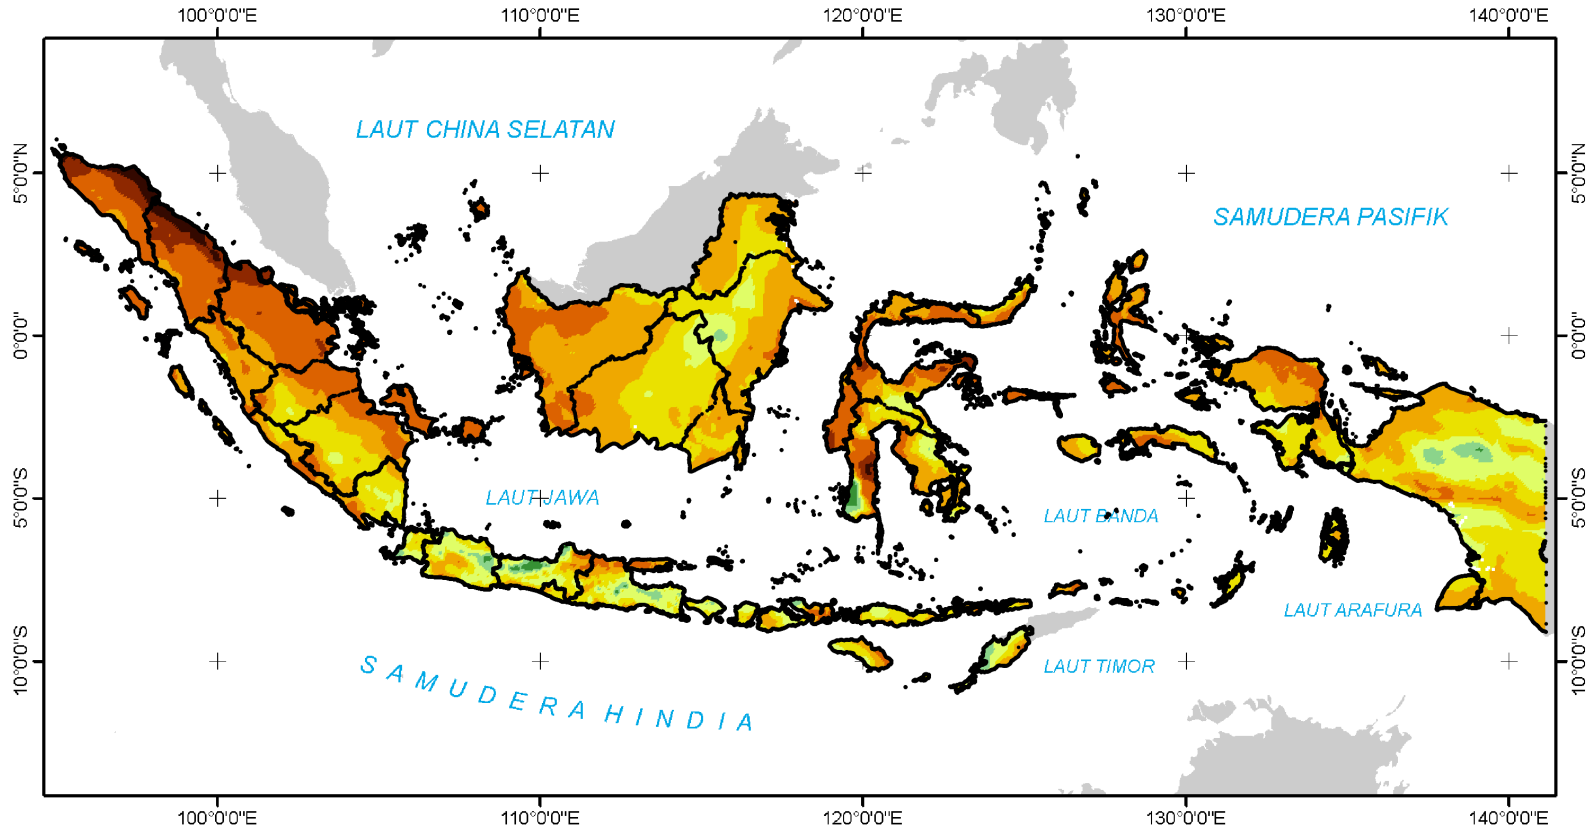 100°0'0"E 110°0'0"E 120°0'0"E 130°0'0"E 140°0'0"E
LAUT CHINA SELATAN
5°0'0"N 5°0'0"N
SAMUDERA PASIFIK
0°0'0" 0°0'0"
5°0'0"S LAUT JAWA 5°0'0"S
LAUT BANDA
LAUT ARAFURA
10°0'0"S LAUT TIMOR 10°0'0"S
SAMUDERA HINDIA
100°0'0"E 110°0'0"E 120°0'0"E 130°0'0"E 140°0'0"E